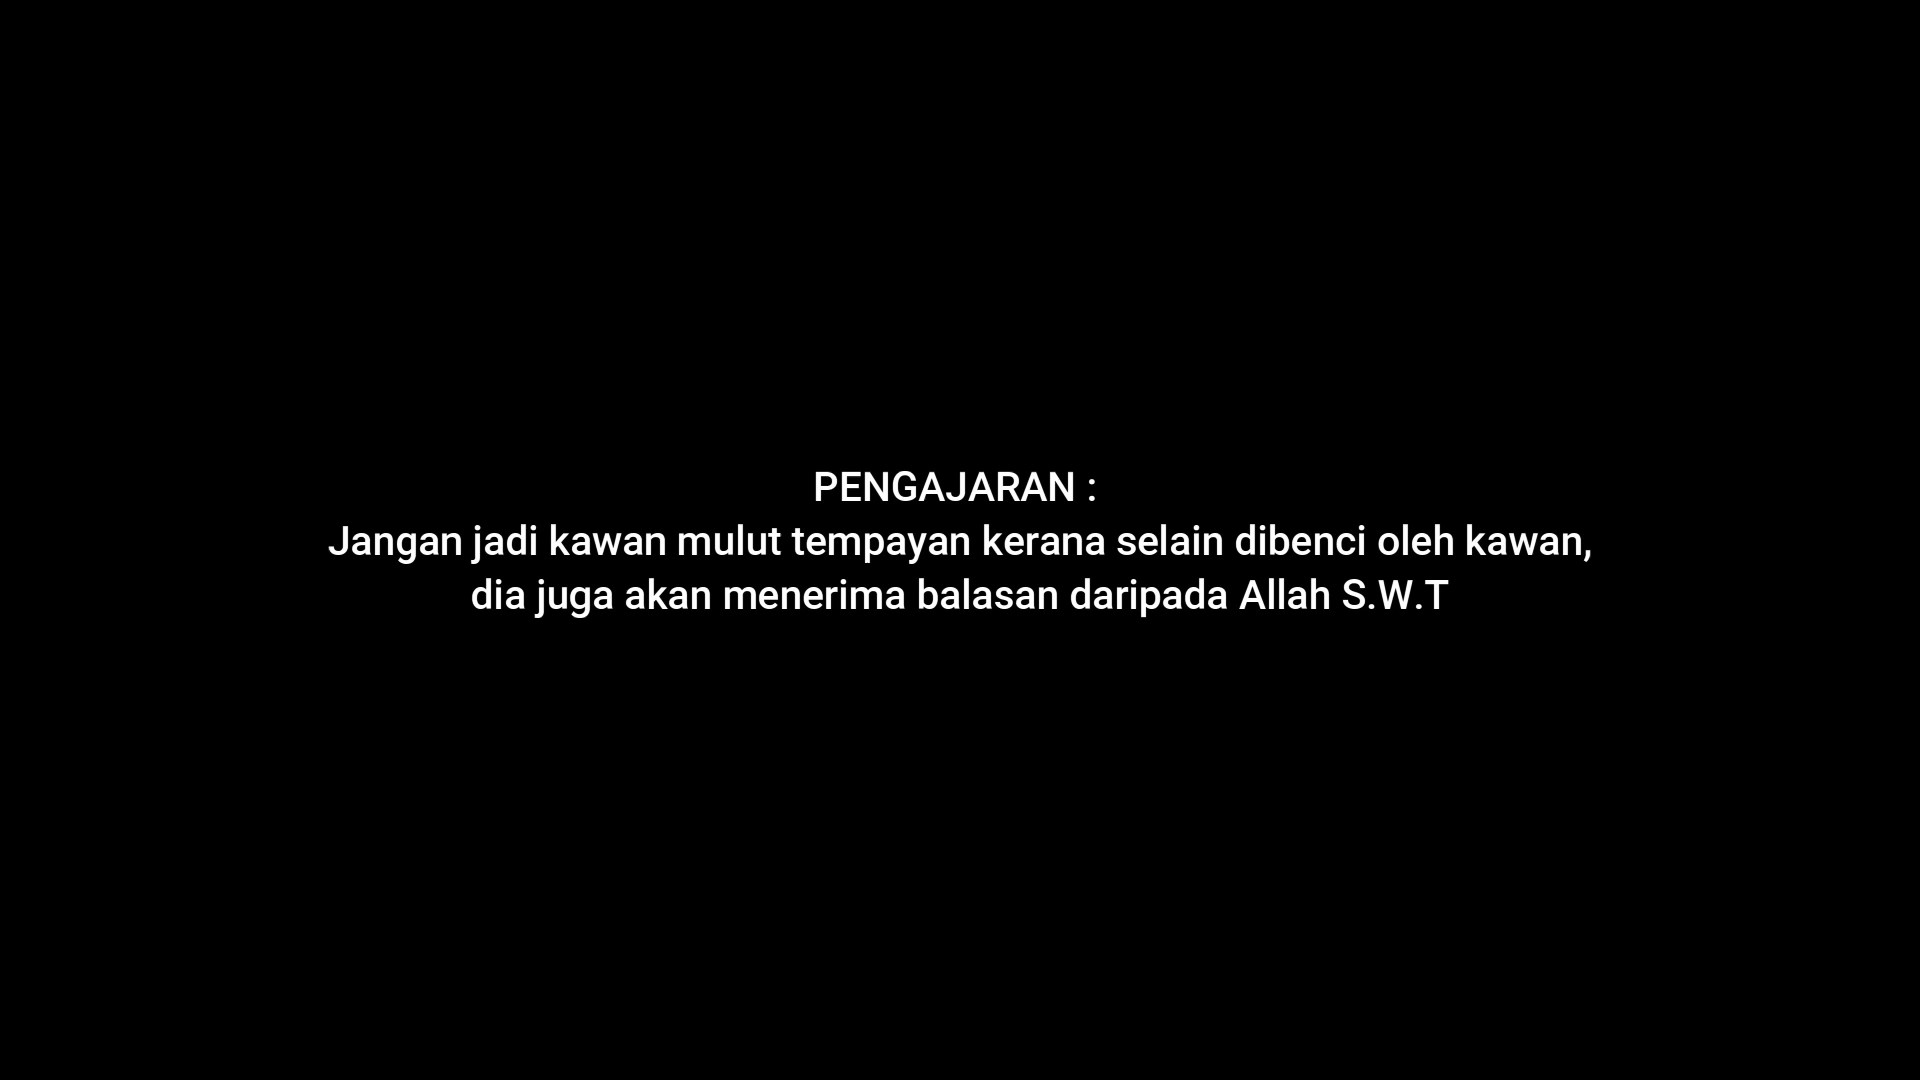 PENGAJARAN :
Jangan jadi kawan mulut tempayan kerana selain dibenci oleh kawan,
dia juga akan menerima balasan daripada Allah S.W.T